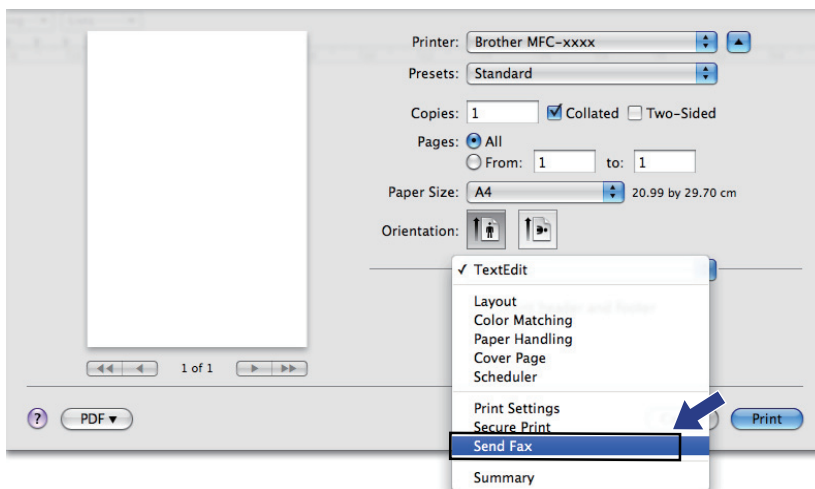 Printer: Brother MFC-xxxx
Presets: Standard
Copies: 1 Collated Two-Sided
Pages: All
From: 1 to: 1
Paper Size: A4 20.99 by 29.70 cm
Orientation:
✓ TextEdit
Layout
Color Matching
Paper Handling
Cover Page
Scheduler
1 of 1
Print Settings
Secure Print
Send Fax
Summary
? PDF▼ Print